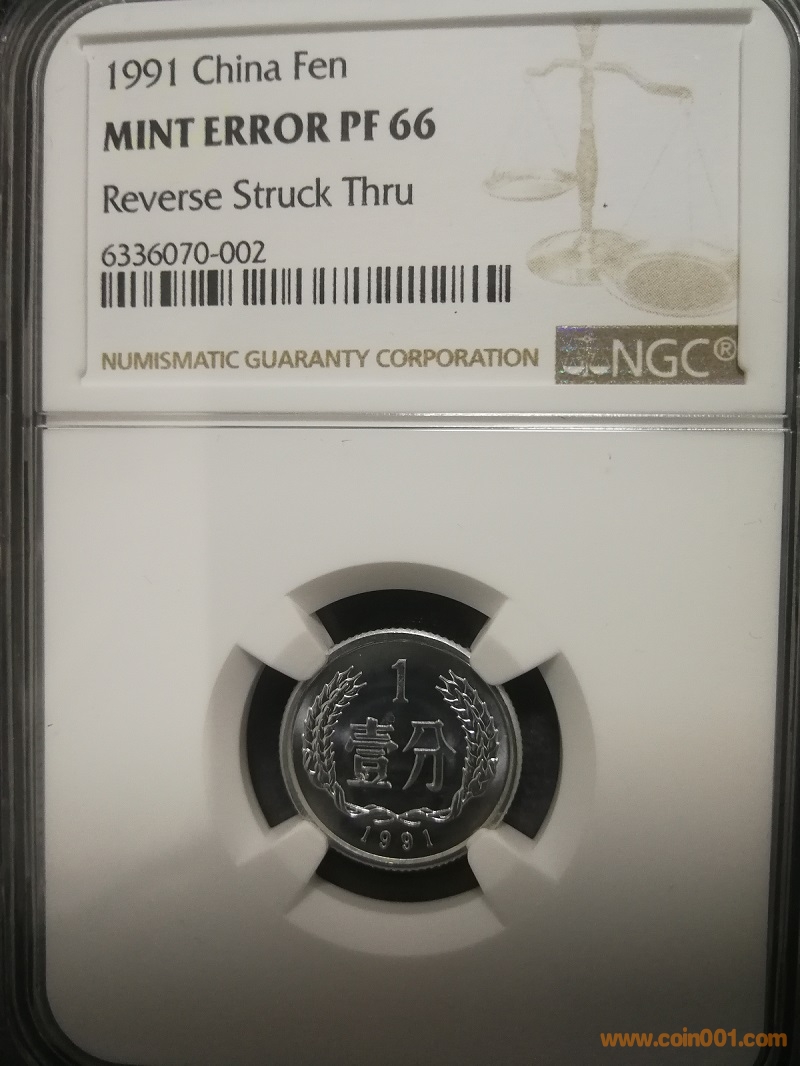 1991 China Fen
MINT ERROR PF 66
Reverse Struck Thru
6336070-002
NUMISMATIC GUARANTY CORPORATION
NGC®
1
壹分
1991
www.coin001.com